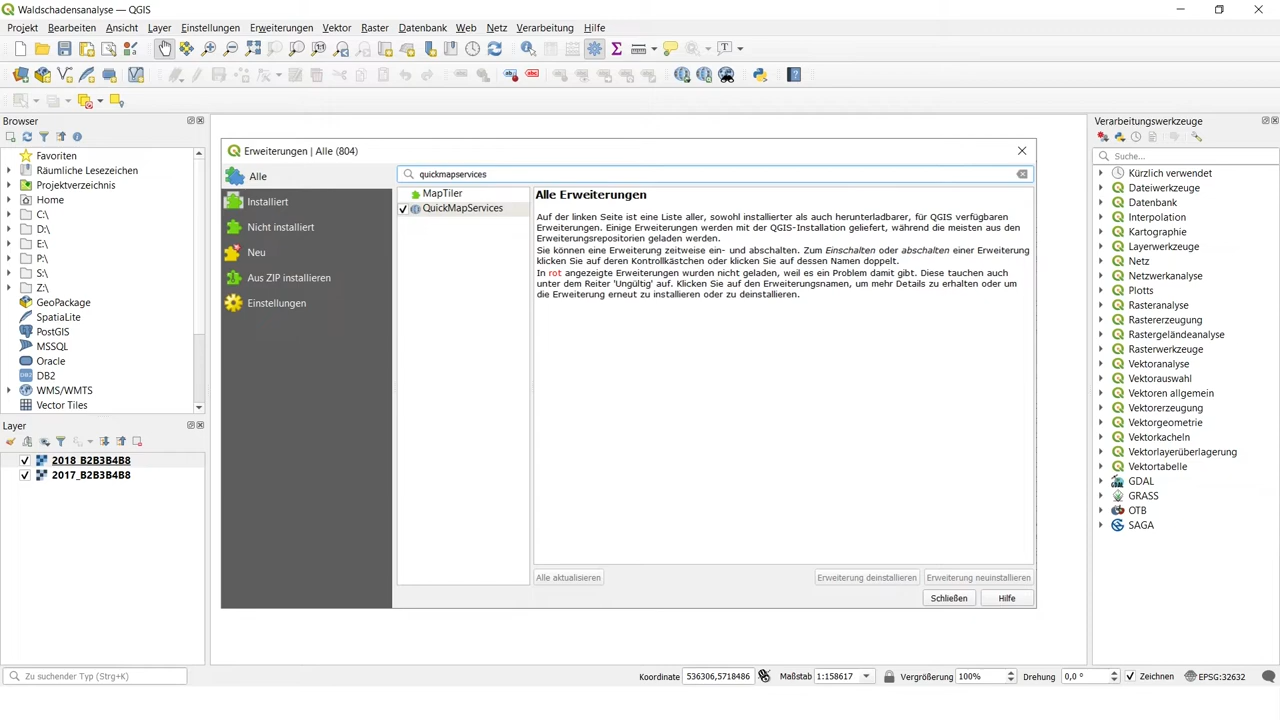 Waldschadensanalyse — QGIS
Projekt Bearbeiten Ansicht Layer Einstellungen Erweiterungen Vektor Raster Datenbank Web Netz Verarbeitung Hilfe
Browser
Favoriten
Räumliche Lesezeichen
Projektverzeichnis
Home
C:\
D:\
E:\
P:\
S:\
Z:\
GeoPackage
SpatiaLite
PostGIS
MSSQL
Oracle
DB2
WMS/WMTS
Vector Tiles
Layer
2018_B2B3B4B8
2017_B2B3B4B8
Erweiterungen | Alle (804)
Alle
Installiert
Nicht installiert
Neu
Aus ZIP installieren
Einstellungen
quickmapservices
MapTiler
QuickMapServices
Alle Erweiterungen
Auf der linken Seite ist eine Liste aller, sowohl installierter als auch herunterladbarer, für QGIS verfügbaren
Erweiterungen. Einige Erweiterungen werden mit der QGIS-Installation geliefert, während die meisten aus den
Erweiterungsrepositorien geladen werden.
Sie können eine Erweiterung zeitweise ein- und abschalten. Zum Einschalten oder abschalten einer Erweiterung
klicken Sie auf deren Kontrollkästchen oder klicken Sie auf dessen Namen doppelt.
In rot angezeigte Erweiterungen wurden nicht geladen, weil es ein Problem damit gibt. Diese tauchen auch
unter dem Reiter 'Ungültig' auf. Klicken Sie auf den Erweiterungsnamen, um mehr Details zu erhalten oder um
die Erweiterung erneut zu installieren oder zu deinstallieren.
Alle aktualisieren
Erweiterung deinstallieren
Erweiterung neuinstallieren
Schließen
Hilfe
Verarbeitungswerkzeuge
Suche...
Kürzlich verwendet
Dateiwerkzeuge
Datenbank
Interpolation
Kartographie
Layerwerkzeuge
Netz
Netzwerkanalyse
Plotts
Rasteranalyse
Rastererzeugung
Rastergeländeanalyse
Rasterwerkzeuge
Vektoranalyse
Vektorauswahl
Vektoren allgemein
Vektorerzeugung
Vektorgeometrie
Vektorkacheln
Vektorlayerüberlagerung
Vektortabelle
GDAL
GRASS
OTB
SAGA
Zu suchender Typ (Strg+K)
Koordinate 536306,5718486 Maßstab 1:158617 Vergrößerung 100% Drehung 0,0 ° Zeichnen EPSG:32632